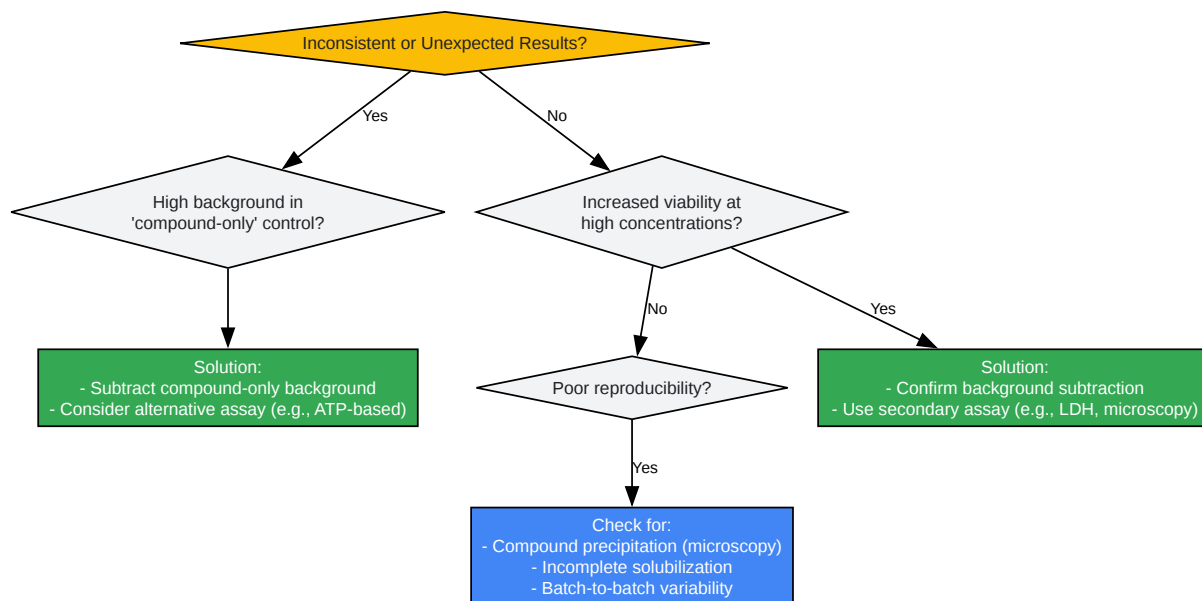 Inconsistent or Unexpected Results?
Yes
No
High background in
'compound-only' control?
Increased viability at
high concentrations?
No
Yes
Solution:
- Subtract compound-only background
- Consider alternative assay (e.g., ATP-based)
Poor reproducibility?
Solution:
- Confirm background subtraction
- Use secondary assay (e.g., LDH, microscopy)
Yes
Check for:
- Compound precipitation (microscopy)
- Incomplete solubilization
- Batch-to-batch variability